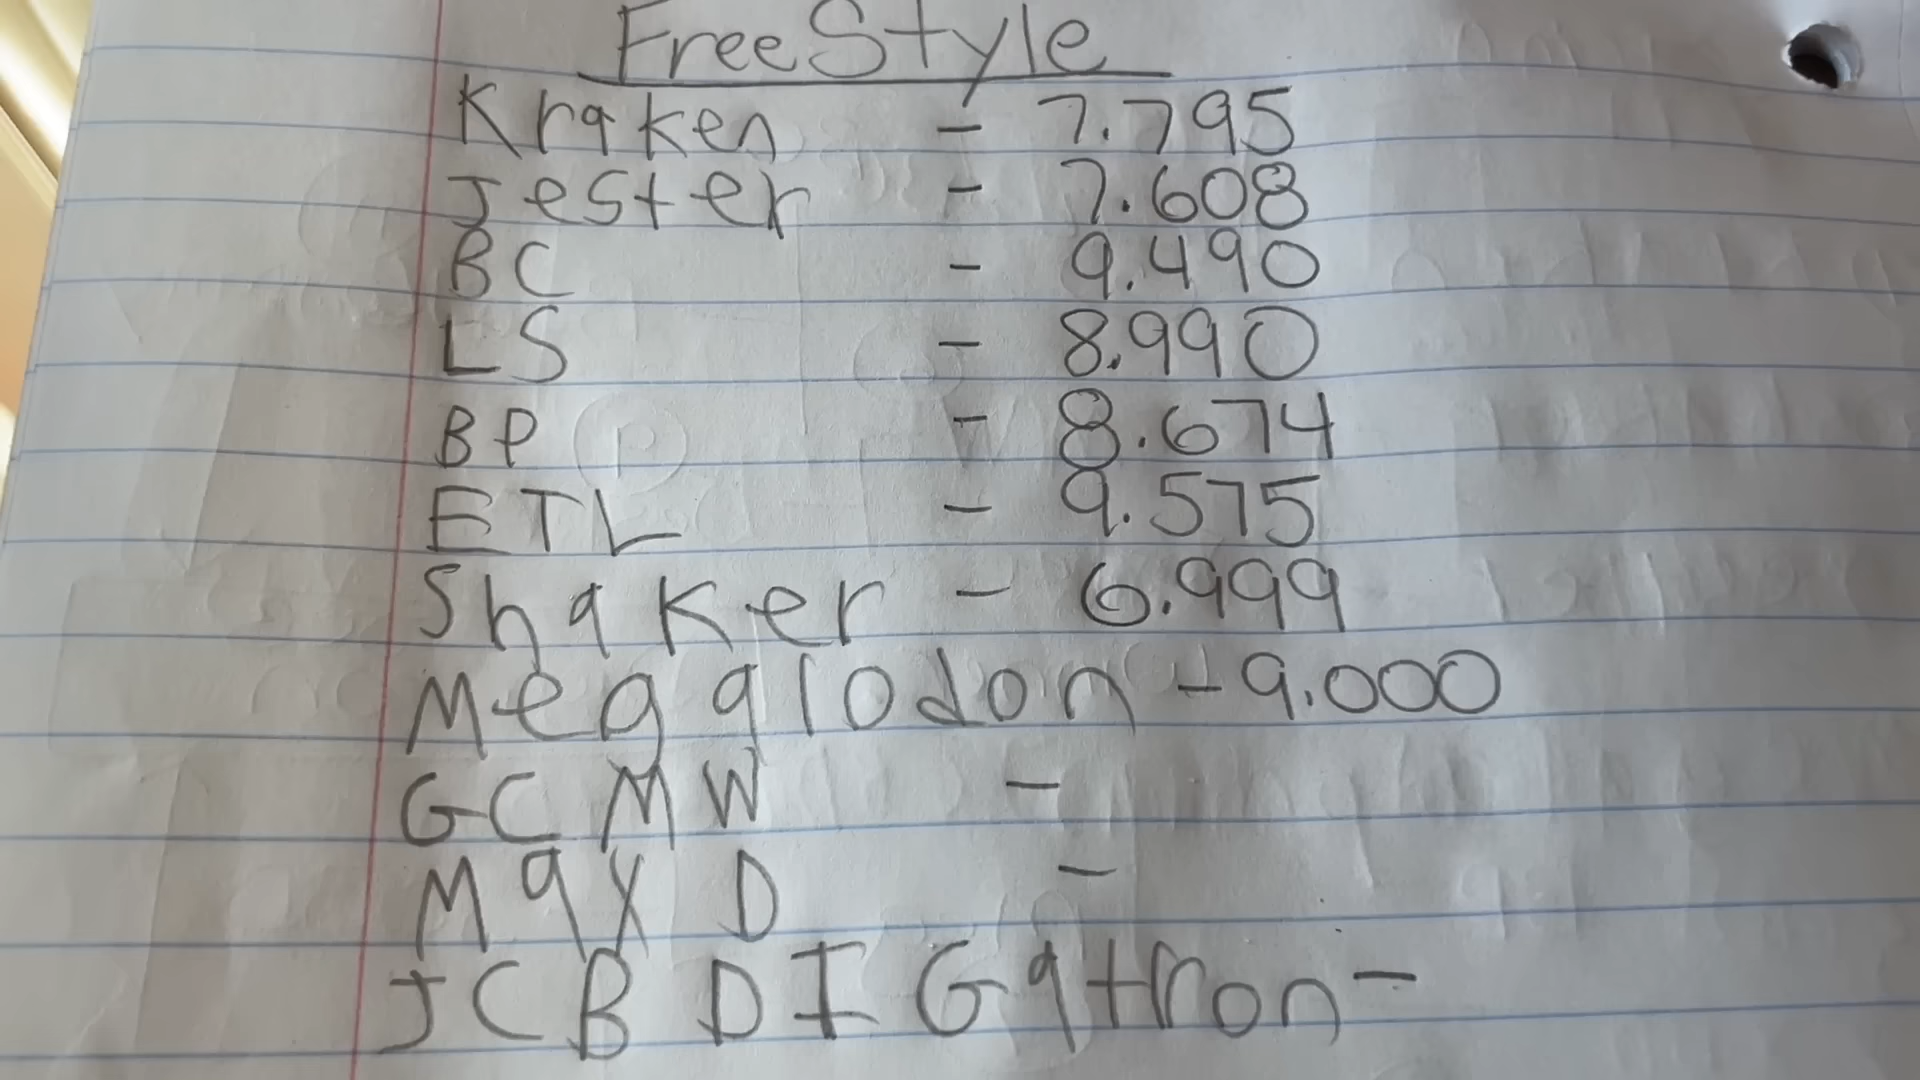 FreeStyle
Kraken - 7.795
Jester - 7.608
BC - 9.490
LS - 8.990
BP - 8.674
ETL - 9.575
Shaker - 6.999
Megalodon - 9.000
GCMW -
Max D -
JCB DIGatron -